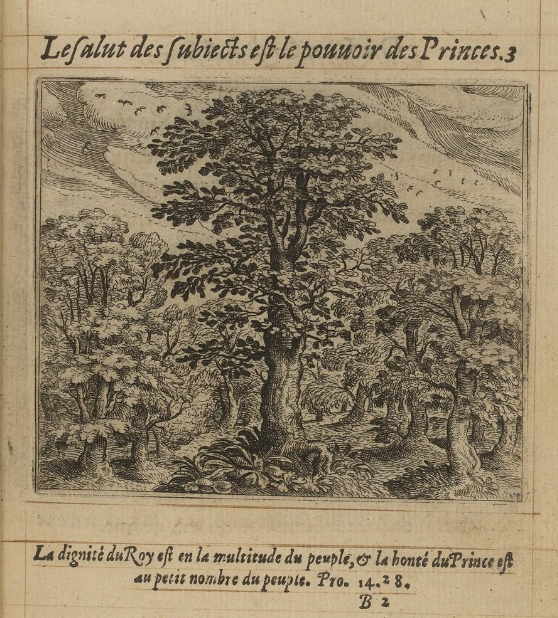 Le ſalut des ſubiects eſt le pouuoir des Princes. 3
La dignité du Roy eſt en la multitude du peuple, & la honté du Prince eſt
au petit nombre du peuple. Pro. 14. 28.
B 2